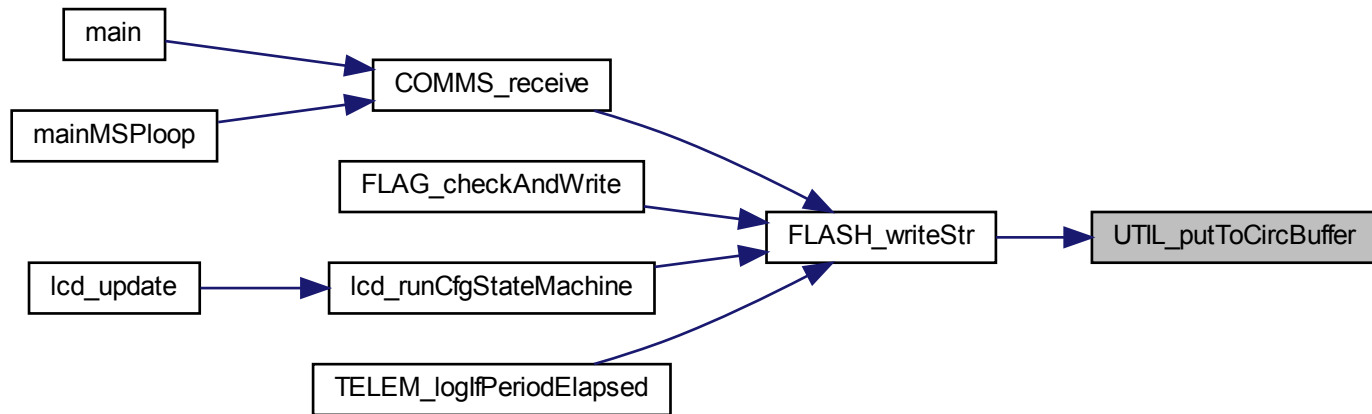 main
mainMSPloop
COMMS_receive
FLAG_checkAndWrite
lcd_update
lcd_runCfgStateMachine
TELEM_logIfPeriodElapsed
FLASH_writeStr
UTIL_putToCircBuffer